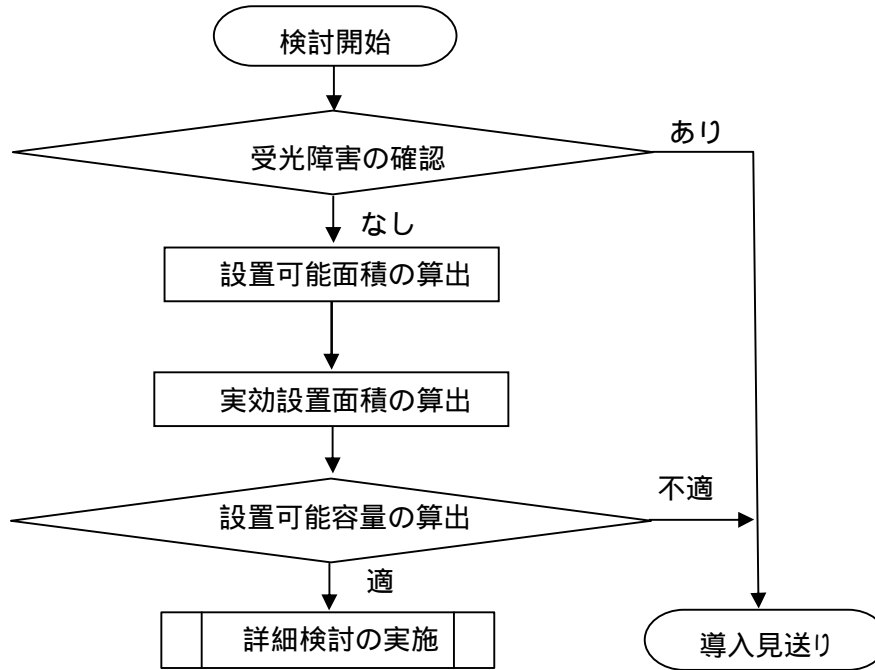 検討開始
受光障害の確認
あり
なし
設置可能面積の算出
実効設置面積の算出
設置可能容量の算出
不適
適
詳細検討の実施
導入見送り